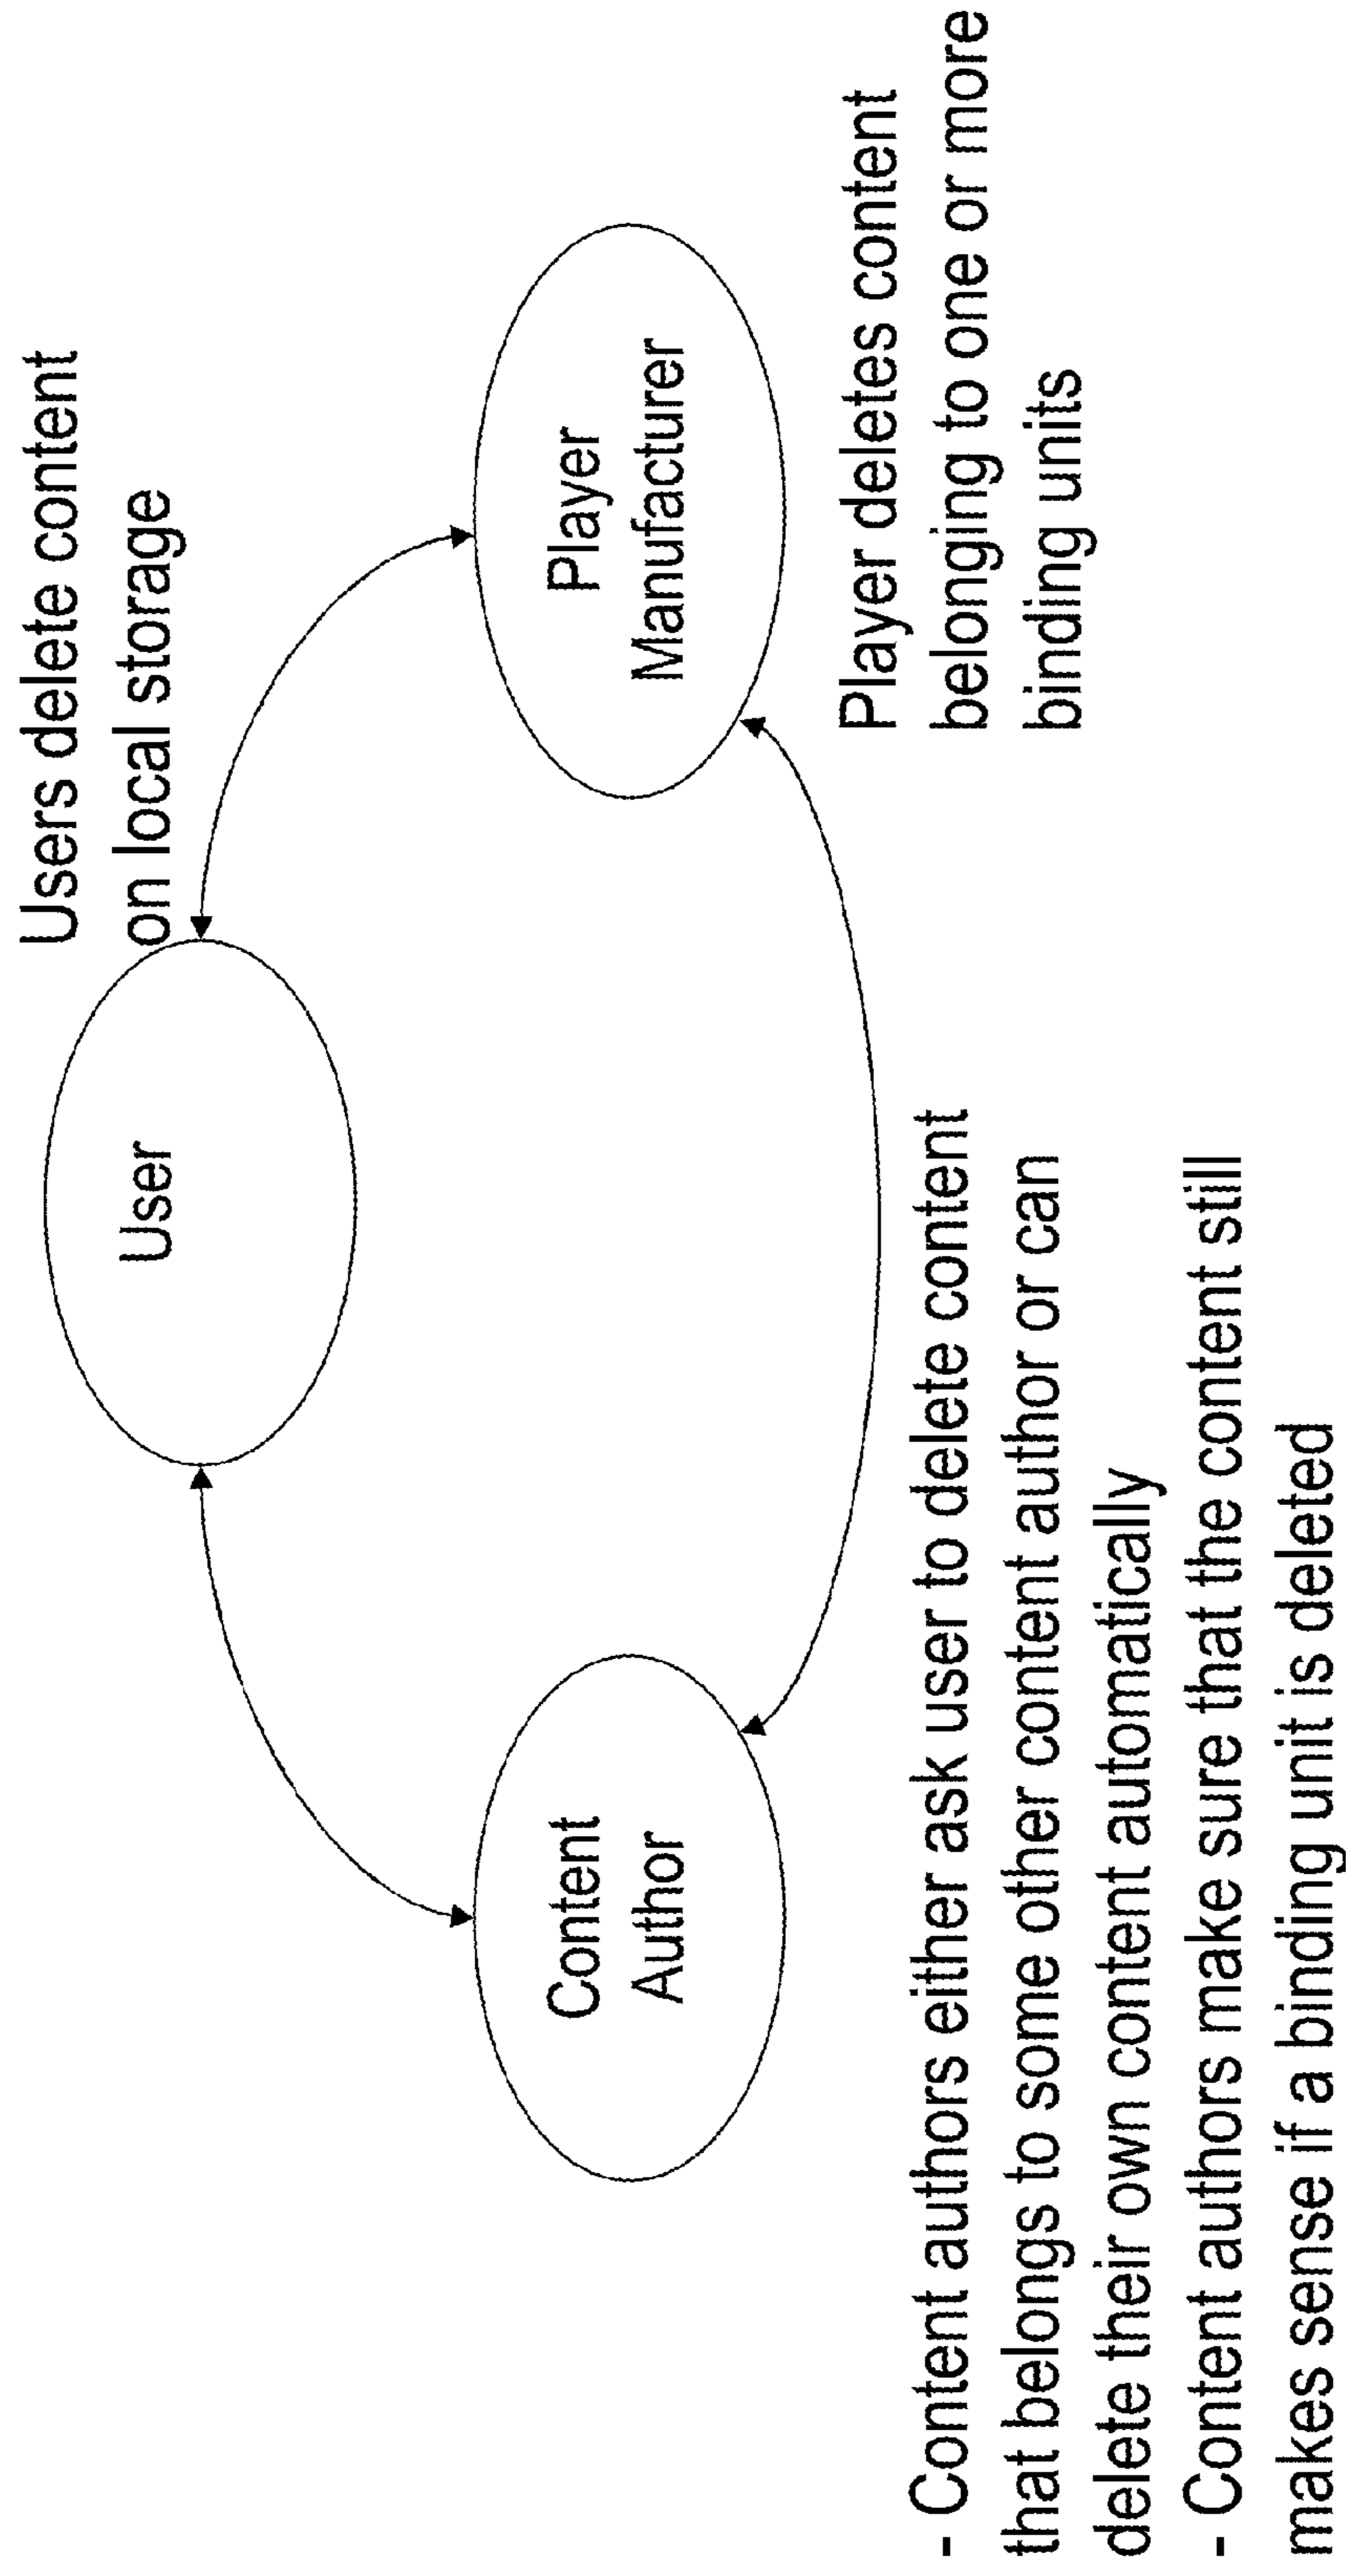 Users delete content
on local storage
User
Content
Author
Player
Manufacturer
Player deletes content
belonging to one or more
binding units
- Content authors either ask user to delete content
that belongs to some other content author or can
delete their own content automatically
- Content authors make sure that the content still
makes sense if a binding unit is deleted